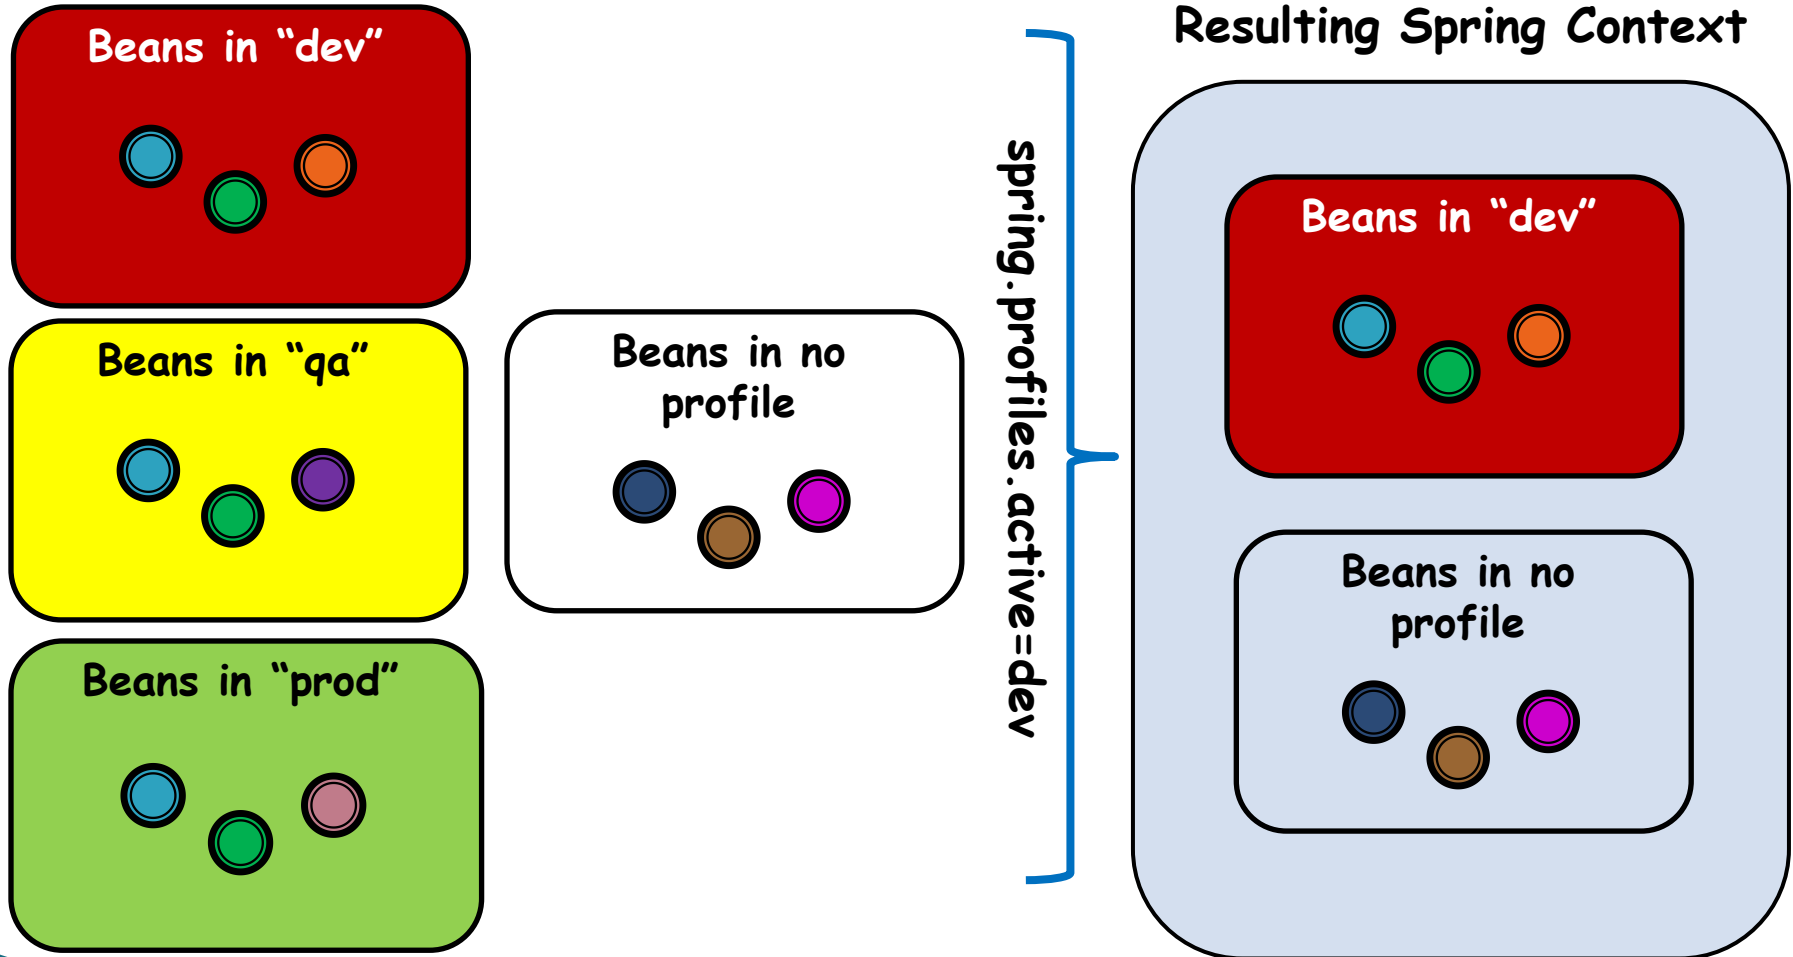 Beans in “dev”
Beans in “qa”
Beans in “prod”
Beans in no
profile
spring.profiles.active=dev
Resulting Spring Context
Beans in “dev”
Beans in no
profile